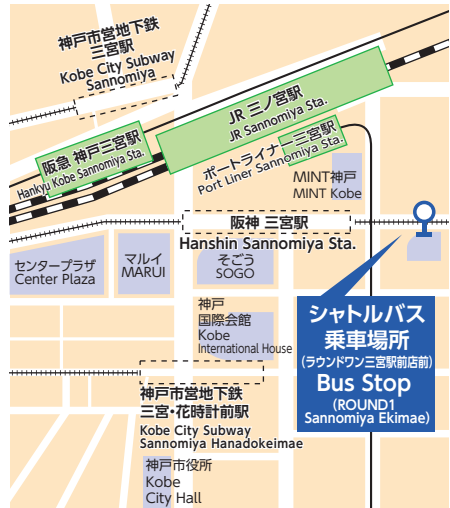 神戸市営地下鉄
三宮駅
Kobe City Subway
Sannomiya
JR 三ノ宮駅
JR Sannomiya Sta.
阪急 神戸三宮駅
Hankyu Kobe Sannomiya Sta.
ポートライナー三宮駅
Port Liner Sannomiya Sta.
MINT神戸
MINT Kobe
阪神 三宮駅
Hanshin Sannomiya Sta.
センタープラザ
Center Plaza
マルイ
MARUI
そごう
SOGO
神戸
国際会館
Kobe
International House
シャトルバス
乗車場所
(ラウンドワン三宮駅前店前)
Bus Stop
(ROUND1
Sannomiya Ekimae)
神戸市営地下鉄
三宮・花時計前駅
Kobe City Subway
Sannomiya Hanadokeimae
神戸市役所
Kobe
City Hall